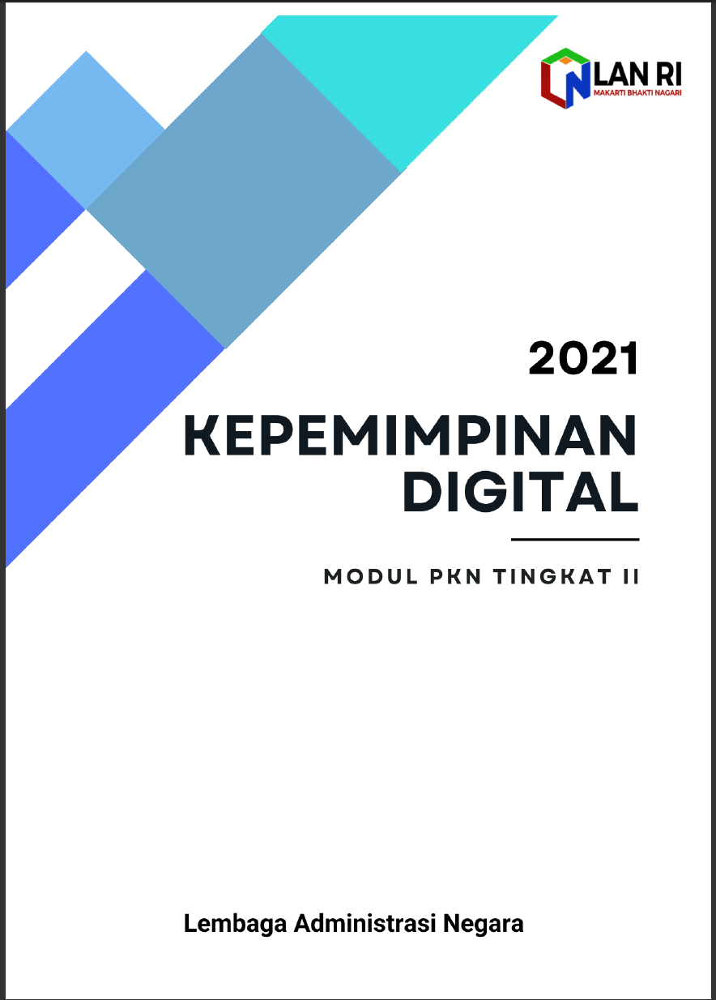 LAN RI
MAKARTI BHAKTI NAGARI
2021
KEPEMIMPINAN
DIGITAL
MODUL PKN TINGKAT II
Lembaga Administrasi Negara